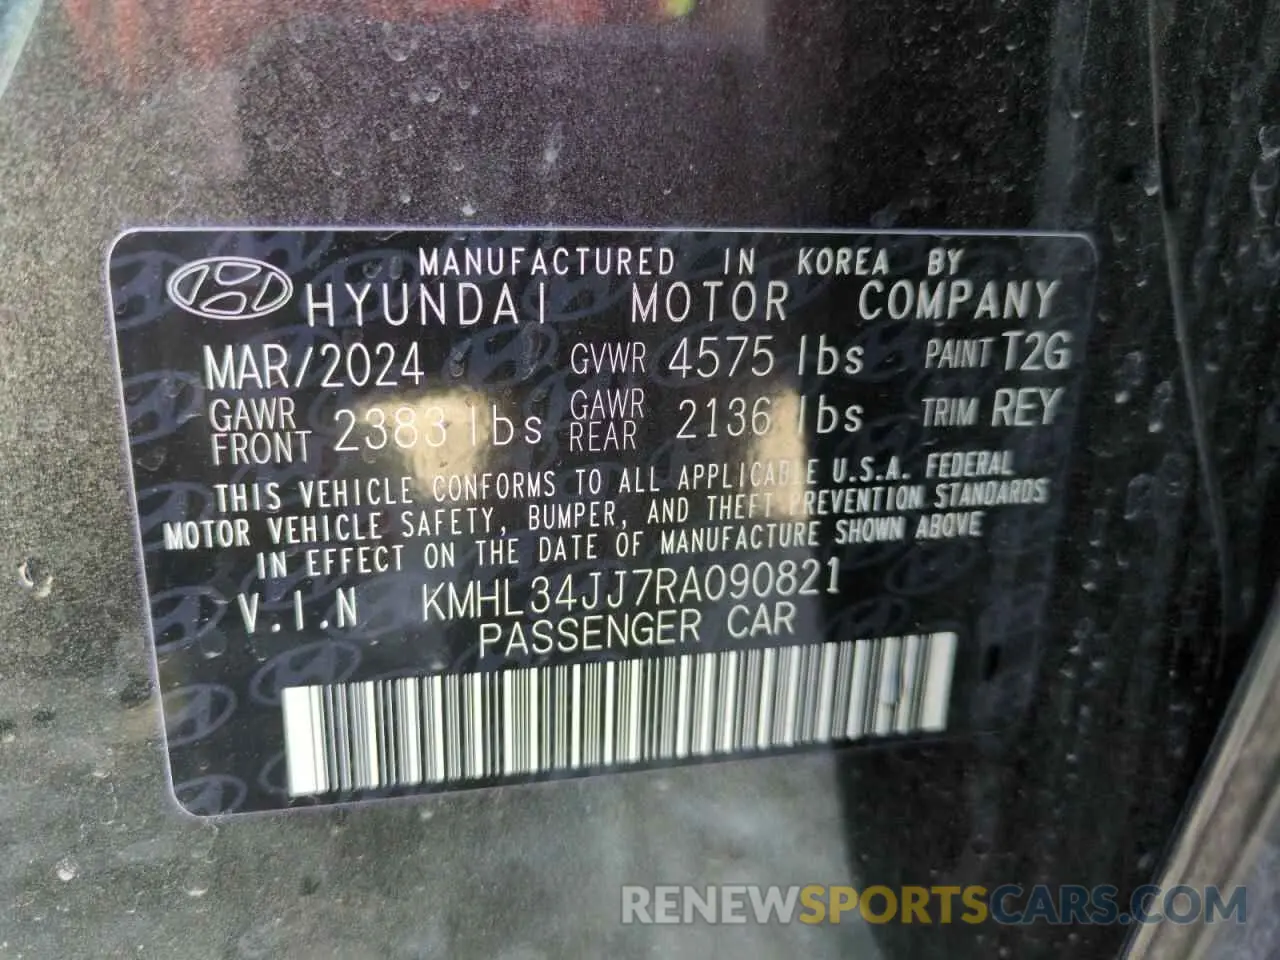 MANUFACTURED IN KOREA BY
HYUNDAI MOTOR COMPANY
MAR/2024 GVWR 4575 lbs PAINT T2G
GAWR FRONT 2383 lbs GAWR REAR 2136 lbs TRIM REY
THIS VEHICLE CONFORMS TO ALL APPLICABLE U.S.A. FEDERAL
MOTOR VEHICLE SAFETY, BUMPER, AND THEFT PREVENTION STANDARDS
IN EFFECT ON THE DATE OF MANUFACTURE SHOWN ABOVE
V.I.N KMHL34JJ7RA090821
PASSENGER CAR
RENEWSPORTSCARS.COM